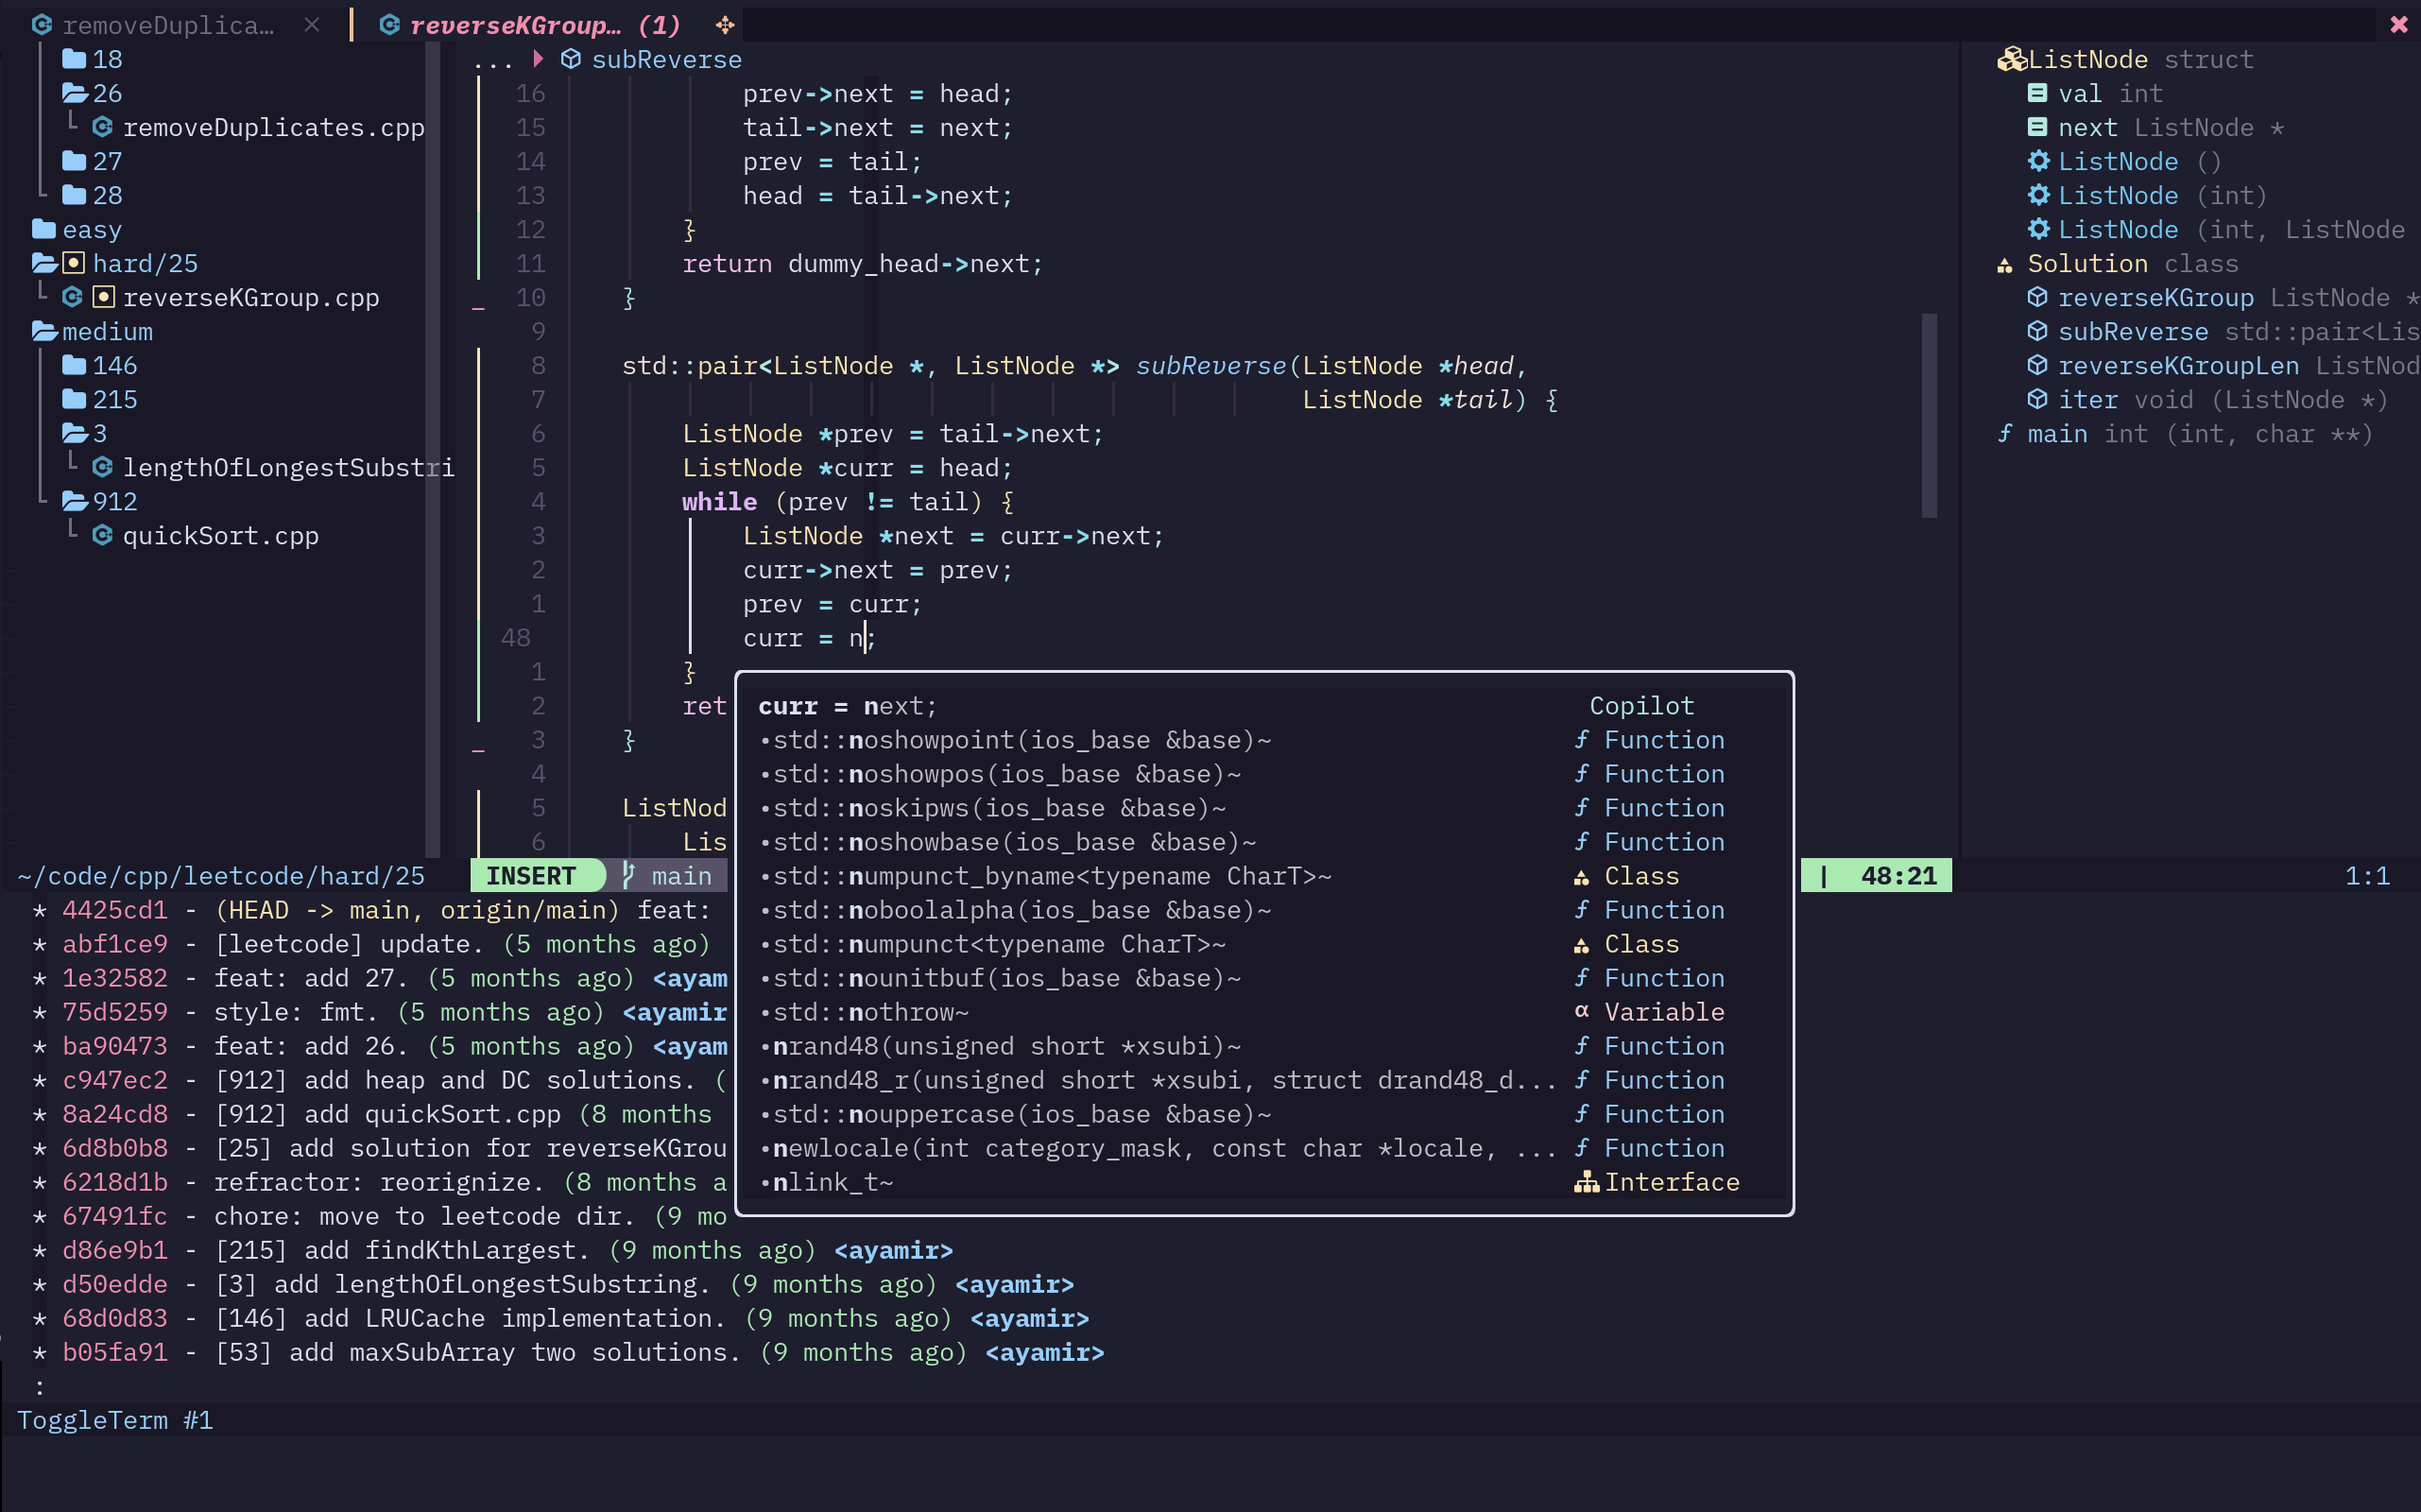 removeDuplica… × reverseKGroup… (1)
18
26
removeDuplicates.cpp
27
28
easy
hard/25
reverseKGroup.cpp
medium
146
215
3
lengthOfLongestSubstri
912
quickSort.cpp
~/code/cpp/leetcode/hard/25
... subReverse
16 prev->next = head;
15 tail->next = next;
14 prev = tail;
13 head = tail->next;
12 }
11 return dummy_head->next;
10 }
9
8 std::pair<ListNode *, ListNode *> subReverse(ListNode *head,
7 ListNode *tail) {
6 ListNode *prev = tail->next;
5 ListNode *curr = head;
4 while (prev != tail) {
3 ListNode *next = curr->next;
2 curr->next = prev;
1 prev = curr;
48 curr = n;
1 }
2 ret
3 }
4
5 ListNod
6 Lis
INSERT main
| 48:21
curr = next; Copilot
•std::noshowpoint(ios_base &base)~ ƒ Function
•std::noshowpos(ios_base &base)~ ƒ Function
•std::noskipws(ios_base &base)~ ƒ Function
•std::noshowbase(ios_base &base)~ ƒ Function
•std::numpunct_byname<typename CharT>~ Class
•std::noboolalpha(ios_base &base)~ ƒ Function
•std::numpunct<typename CharT>~ Class
•std::nounitbuf(ios_base &base)~ ƒ Function
•std::nothrow~ α Variable
•nrand48(unsigned short *xsubi)~ ƒ Function
•nrand48_r(unsigned short *xsubi, struct drand48_d... ƒ Function
•std::nouppercase(ios_base &base)~ ƒ Function
•newlocale(int category_mask, const char *locale, ... ƒ Function
•nlink_t~ Interface
ListNode struct
val int
next ListNode *
ListNode ()
ListNode (int)
ListNode (int, ListNode
Solution class
reverseKGroup ListNode *
subReverse std::pair<Lis
reverseKGroupLen ListNod
iter void (ListNode *)
ƒ main int (int, char **)
1:1
* 4425cd1 - (HEAD -> main, origin/main) feat:
* abf1ce9 - [leetcode] update. (5 months ago)
* 1e32582 - feat: add 27. (5 months ago) <ayam
* 75d5259 - style: fmt. (5 months ago) <ayamir
* ba90473 - feat: add 26. (5 months ago) <ayam
* c947ec2 - [912] add heap and DC solutions. (
* 8a24cd8 - [912] add quickSort.cpp (8 months
* 6d8b0b8 - [25] add solution for reverseKGrou
* 6218d1b - refractor: reorignize. (8 months a
* 67491fc - chore: move to leetcode dir. (9 mo
* d86e9b1 - [215] add findKthLargest. (9 months ago) <ayamir>
* d50edde - [3] add lengthOfLongestSubstring. (9 months ago) <ayamir>
* 68d0d83 - [146] add LRUCache implementation. (9 months ago) <ayamir>
* b05fa91 - [53] add maxSubArray two solutions. (9 months ago) <ayamir>
:
ToggleTerm #1